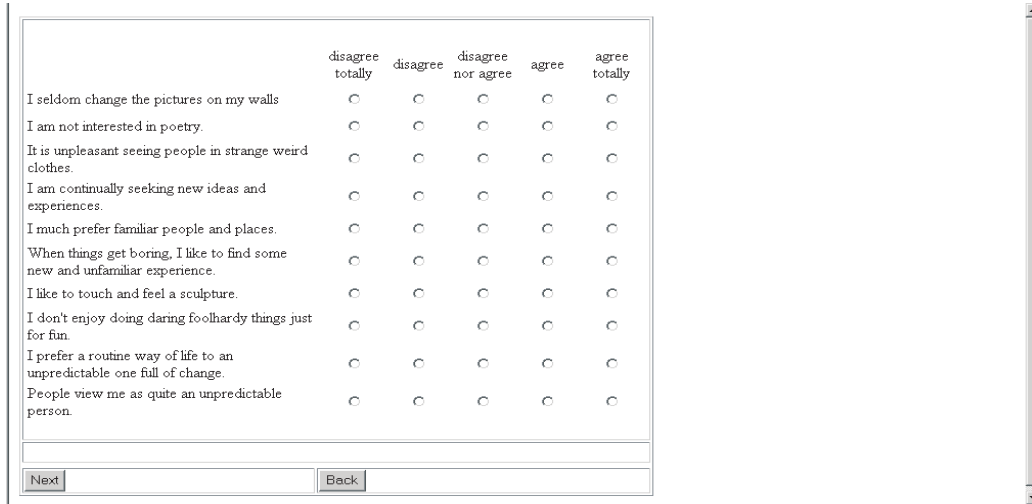 disagree totally disagree disagree nor agree agree agree totally
I seldom change the pictures on my walls
I am not interested in poetry.
It is unpleasant seeing people in strange weird
clothes.
I am continually seeking new ideas and
experiences.
I much prefer familiar people and places.
When things get boring, I like to find some
new and unfamiliar experience.
I like to touch and feel a sculpture.
I don't enjoy doing daring foolhardy things just
for fun.
I prefer a routine way of life to an
unpredictable one full of change.
People view me as quite an unpredictable
person.
Next Back